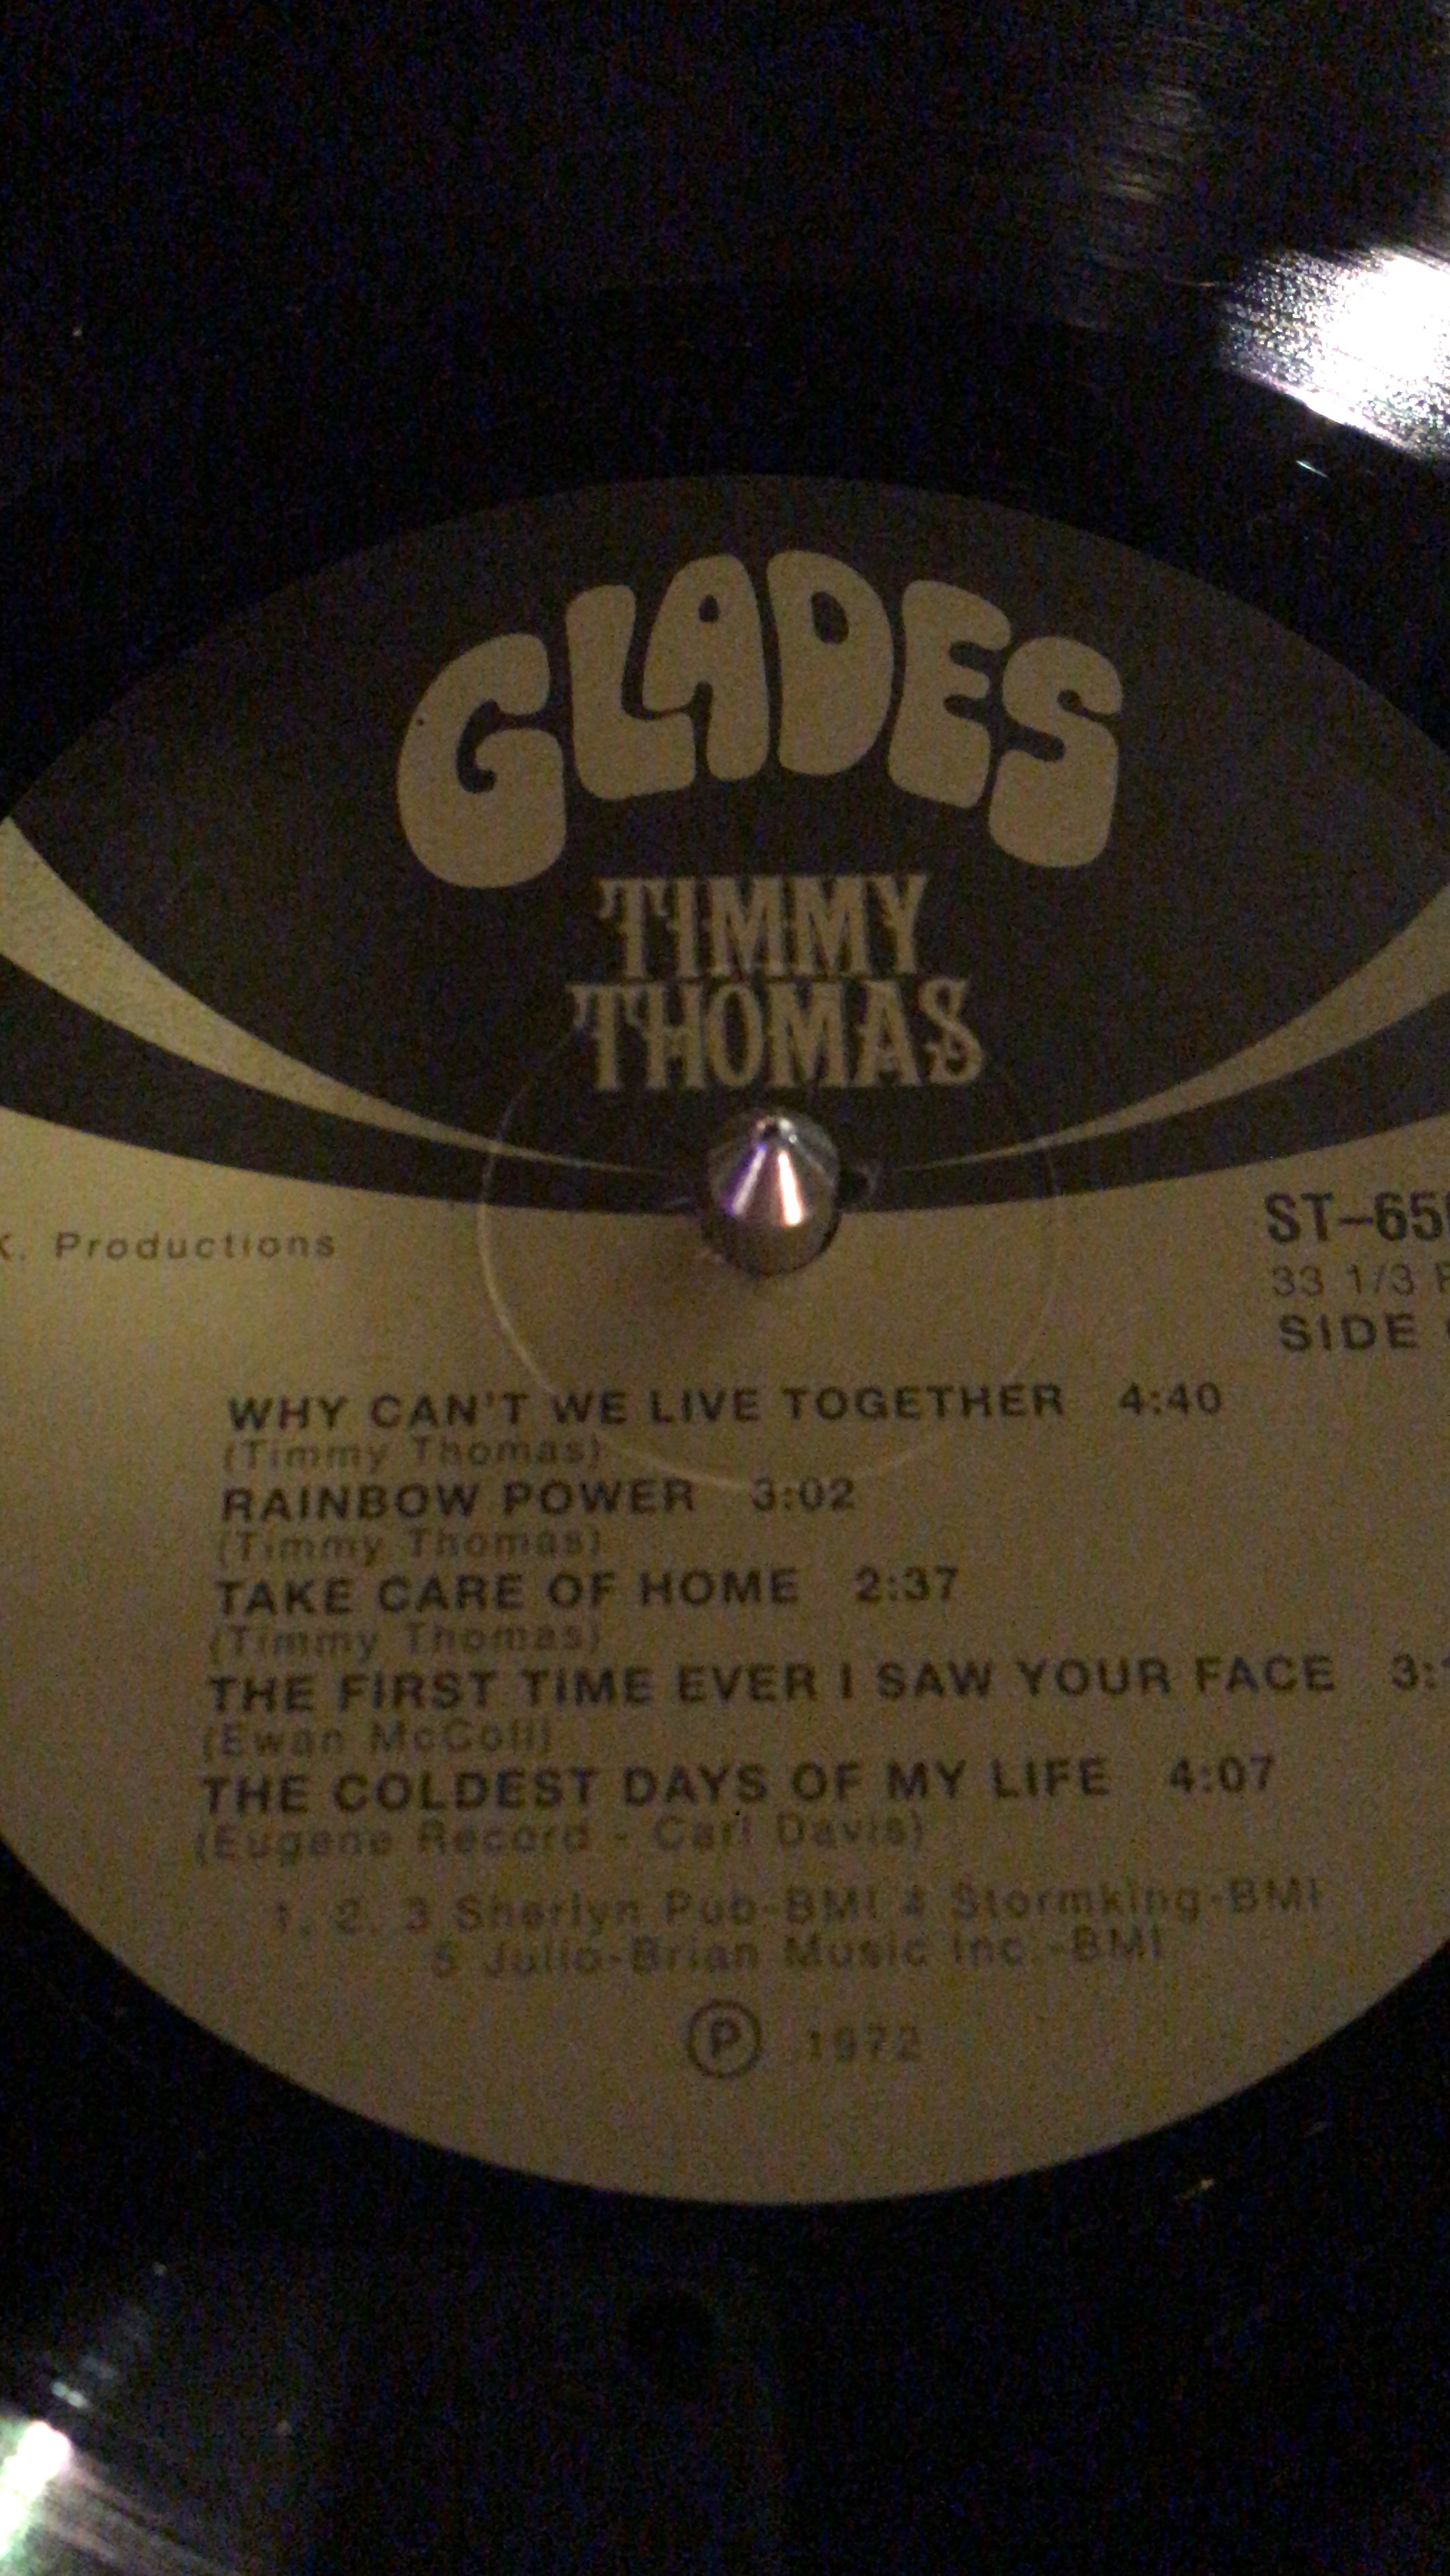 GLADES
TIMMY
THOMAS
K. Productions
ST-65
33 1/3
SIDE
WHY CAN'T WE LIVE TOGETHER 4:40
(Timmy Thomas)
RAINBOW POWER 3:02
(Timmy Thomas)
TAKE CARE OF HOME 2:37
(Timmy Thomas)
THE FIRST TIME EVER I SAW YOUR FACE 3:
(Ewan McColl)
THE COLDEST DAYS OF MY LIFE 4:07
(Eugene Record - Carl Davis)
1, 2, 3 Sherlyn Pub-BMI 4 Stormking-BMI
5 Julio-Brian Music Inc.-BMI
Ⓟ 1972